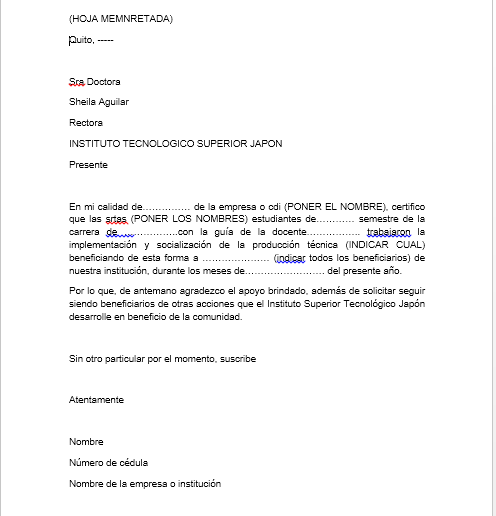 (HOJA MEMNRETADA)
Quito, -----
Sra Doctora
Sheila Aguilar
Rectora
INSTITUTO TECNOLOGICO SUPERIOR JAPON
Presente
En mi calidad de…………… de la empresa o cdi (PONER EL NOMBRE), certifico
que las srtas (PONER LOS NOMBRES) estudiantes de………… semestre de la
carrera de……………….con la guía de la docente…………….. trabajaron la
implementación y socialización de la producción técnica (INDICAR CUAL)
beneficiando de esta forma a ………………… (indicar todos los beneficiarios) de
nuestra institución, durante los meses de……………………. del presente año.
Por lo que, de antemano agradezco el apoyo brindado, además de solicitar seguir
siendo beneficiarios de otras acciones que el Instituto Superior Tecnológico Japón
desarrolle en beneficio de la comunidad.
Sin otro particular por el momento, suscribe
Atentamente
Nombre
Número de cédula
Nombre de la empresa o institución